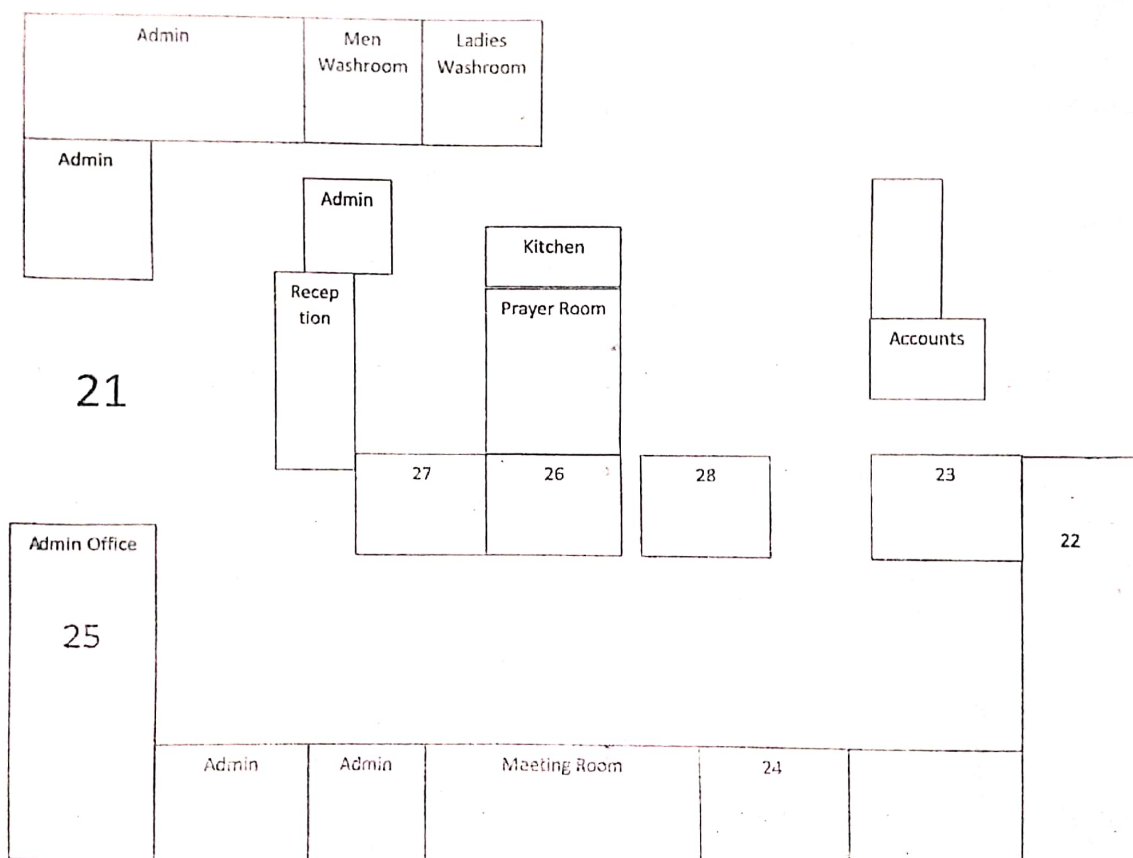 Admin
Men
Washroom
Ladies
Washroom
Admin
Admin
Kitchen
Recep
tion
Prayer Room
Accounts
21
27
26
28
23
22
Admin Office
25
Admin
Admin
Meeting Room
24